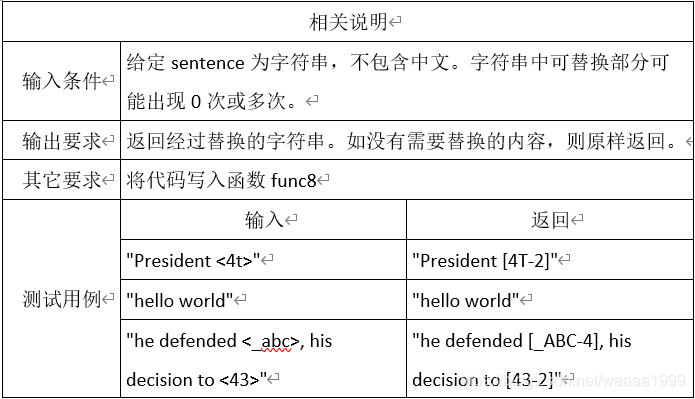 相关说明
输入条件 给定 sentence 为字符串，不包含中文。字符串中可替换部分可
能出现 0 次或多次。
输出要求 返回经过替换的字符串。如没有需要替换的内容，则原样返回。
其它要求 将代码写入函数 func8
测试用例
输入 返回
"President <4t>" "President [4T-2]"
"hello world" "hello world"
"he defended <_abc>, his "he defended [_ABC-4], his
decision to <43>" decision to [43-2]"